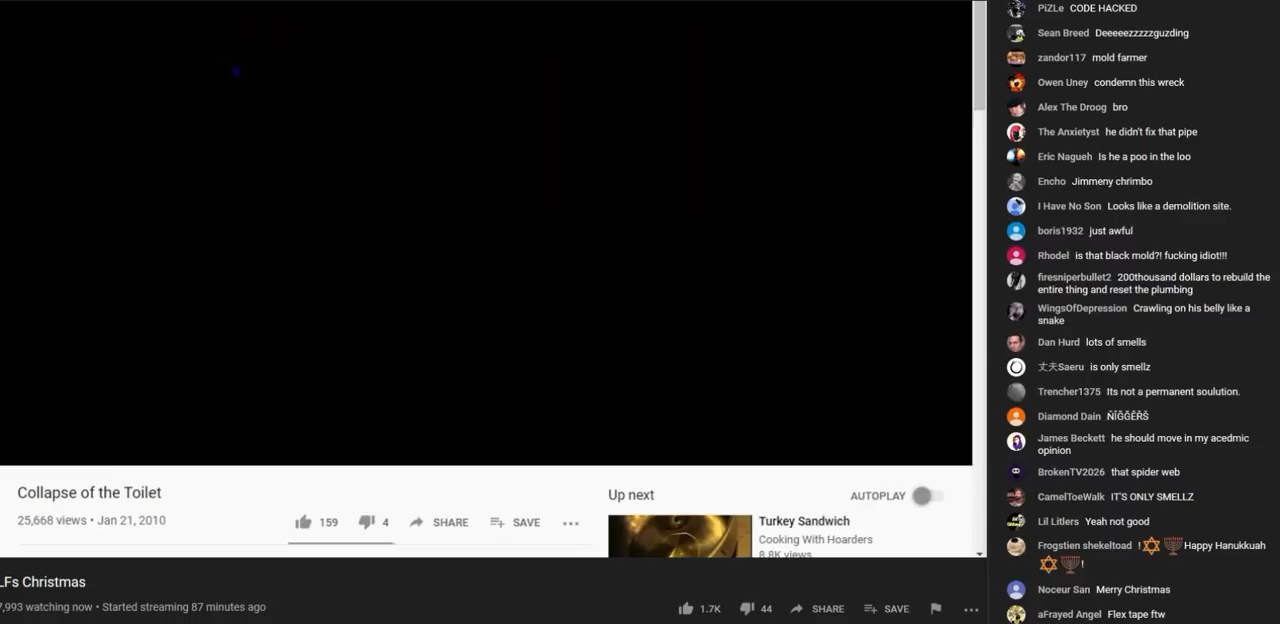 PiZLe CODE HACKED
Sean Breed Deeeeezzzzzguzding
zandor117 mold farmer
Owen Uney condemn this wreck
Alex The Droog bro
The Anxietyst he didn't fix that pipe
Eric Nagueh Is he a poo in the loo
Encho Jimmeny chrimbo
I Have No Son Looks like a demolition site.
boris1932 just awful
Rhodel is that black mold?! fucking idiot!!!
firesniperbullet2 200thousand dollars to rebuild the
entire thing and reset the plumbing
WingsOfDepression Crawling on his belly like a
snake
Dan Hurd lots of smells
丈夫Saeru is only smellz
Trencher1375 Its not a permanent soulution.
Diamond Dain ŇĬĞĞÊŘŠ
James Beckett he should move in my acedmic
opinion
BrokenTV2026 that spider web
CamelToeWalk IT'S ONLY SMELLZ
Lil Litlers Yeah not good
Frogstien shekeltoad !✡🕎Happy Hanukkuah
✡🕎!
Noceur San Merry Christmas
aFrayed Angel Flex tape ftw
Collapse of the Toilet
25,668 views • Jan 21, 2010
159 4 SHARE SAVE
Up next
AUTOPLAY
Turkey Sandwich
Cooking With Hoarders
8.8K views
LFs Christmas
7,993 watching now • Started streaming 87 minutes ago
1.7K 44 SHARE SAVE